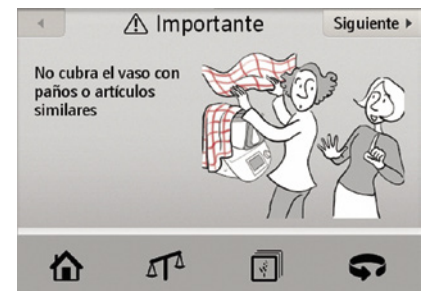 Importante
Siguiente
No cubra el vaso con
paños o artículos
similares